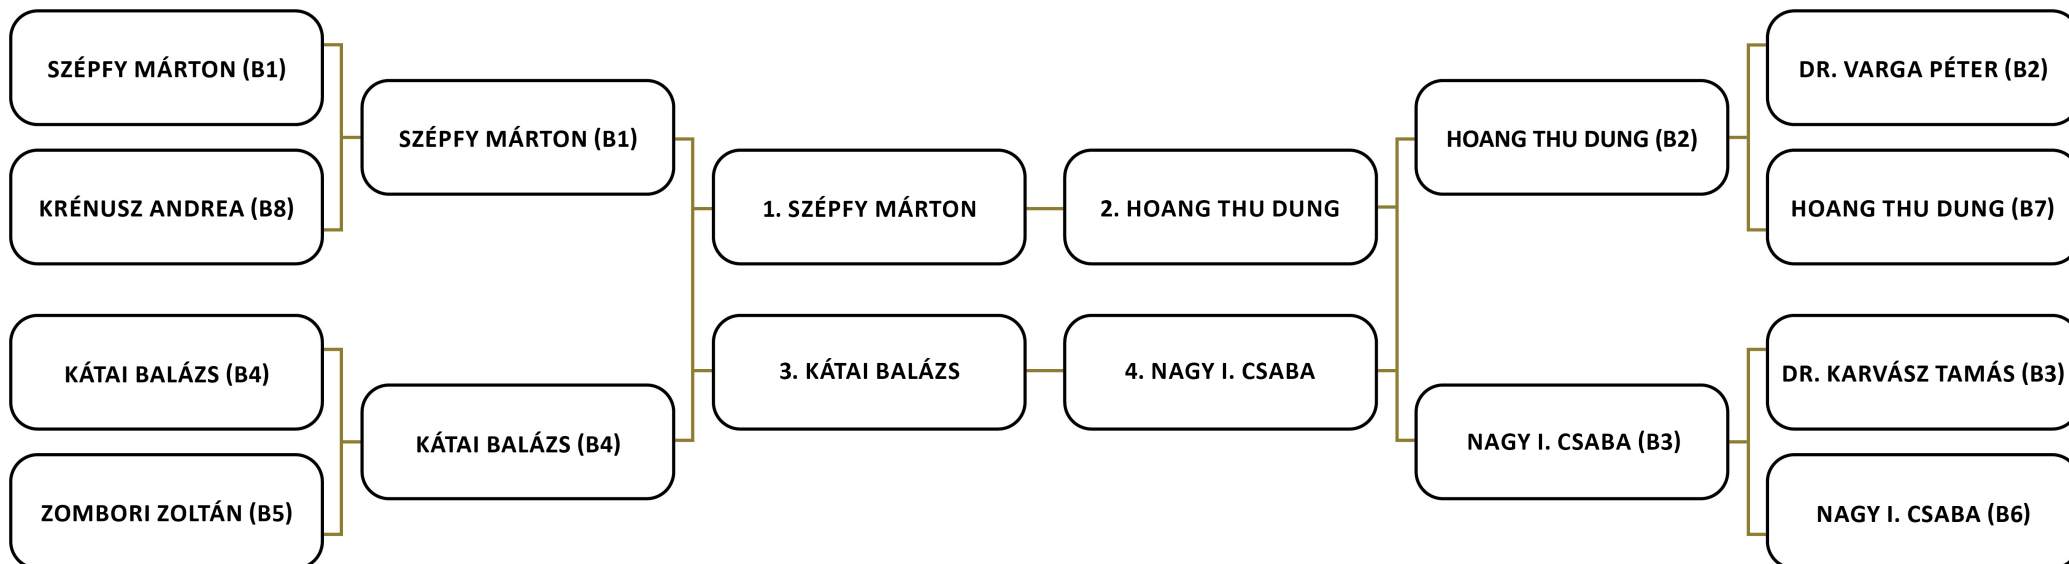 SZÉPFY MÁRTON (B1)
KRÉNUSZ ANDREA (B8)
KÁTAI BALÁZS (B4)
ZOMBORI ZOLTÁN (B5)
SZÉPFY MÁRTON (B1)
KÁTAI BALÁZS (B4)
1. SZÉPFY MÁRTON
3. KÁTAI BALÁZS
2. HOANG THU DUNG
4. NAGY I. CSABA
HOANG THU DUNG (B2)
NAGY I. CSABA (B3)
DR. VARGA PÉTER (B2)
HOANG THU DUNG (B7)
DR. KARVÁSZ TAMÁS (B3)
NAGY I. CSABA (B6)